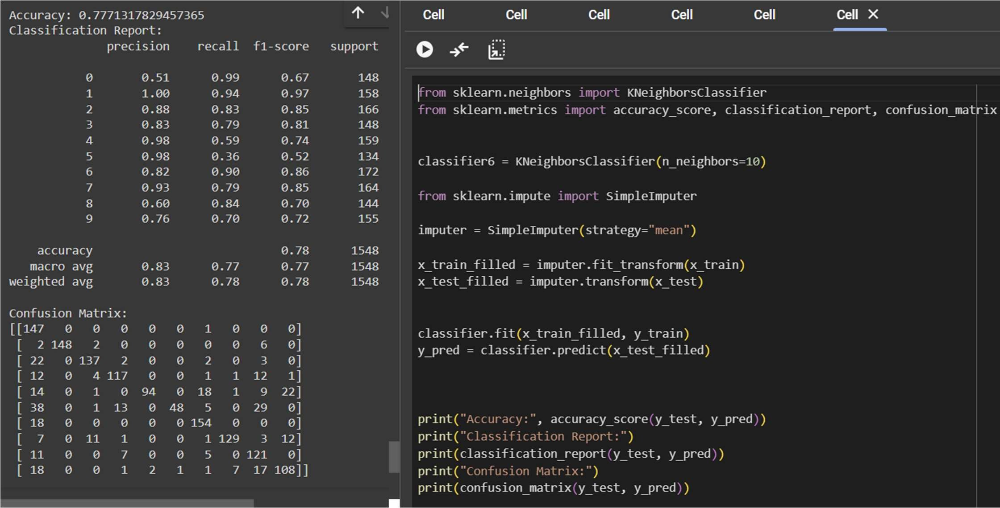 Accuracy: 0.7771317829457365
Classification Report:
precision recall f1-score support
0 0.51 0.99 0.67 148
1 1.00 0.94 0.97 158
2 0.88 0.83 0.85 166
3 0.83 0.79 0.81 148
4 0.98 0.59 0.74 159
5 0.98 0.36 0.52 134
6 0.82 0.90 0.86 172
7 0.93 0.79 0.85 164
8 0.60 0.84 0.70 144
9 0.76 0.70 0.72 155
accuracy 0.78 1548
macro avg 0.83 0.77 0.77 1548
weighted avg 0.83 0.78 0.78 1548
Confusion Matrix:
[[147 0 0 0 0 0 1 0 0 0]
[ 2 148 2 0 0 0 0 0 6 0]
[ 22 0 137 2 0 0 2 0 3 0]
[ 12 0 4 117 0 0 1 1 12 1]
[ 14 0 1 0 94 0 18 1 9 22]
[ 38 0 1 13 0 48 5 0 29 0]
[ 18 0 0 0 0 0 154 0 0 0]
[ 7 0 11 1 0 0 1 129 3 12]
[ 11 0 0 7 0 0 5 0 121 0]
[ 18 0 0 1 2 1 1 7 17 108]]
Cell Cell Cell Cell Cell Cell
from sklearn.neighbors import KNeighborsClassifier
from sklearn.metrics import accuracy_score, classification_report, confusion_matrix
classifier6 = KNeighborsClassifier(n_neighbors=10)
from sklearn.impute import SimpleImputer
imputer = SimpleImputer(strategy="mean")
x_train_filled = imputer.fit_transform(x_train)
x_test_filled = imputer.transform(x_test)
classifier.fit(x_train_filled, y_train)
y_pred = classifier.predict(x_test_filled)
print("Accuracy:", accuracy_score(y_test, y_pred))
print("Classification Report:")
print(classification_report(y_test, y_pred))
print("Confusion Matrix:")
print(confusion_matrix(y_test, y_pred))